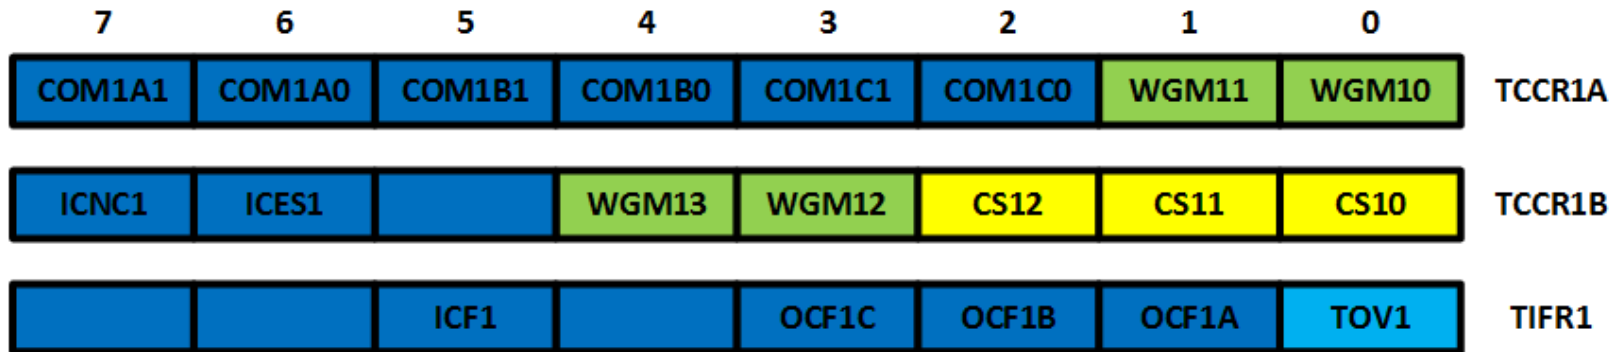 7 6 5 4 3 2 1 0
COM1A1 COM1A0 COM1B1 COM1B0 COM1C1 COM1C0 WGM11 WGM10 TCCR1A
ICNC1 ICES1 WGM13 WGM12 CS12 CS11 CS10 TCCR1B
ICF1 OCF1C OCF1B OCF1A TOV1 TIFR1